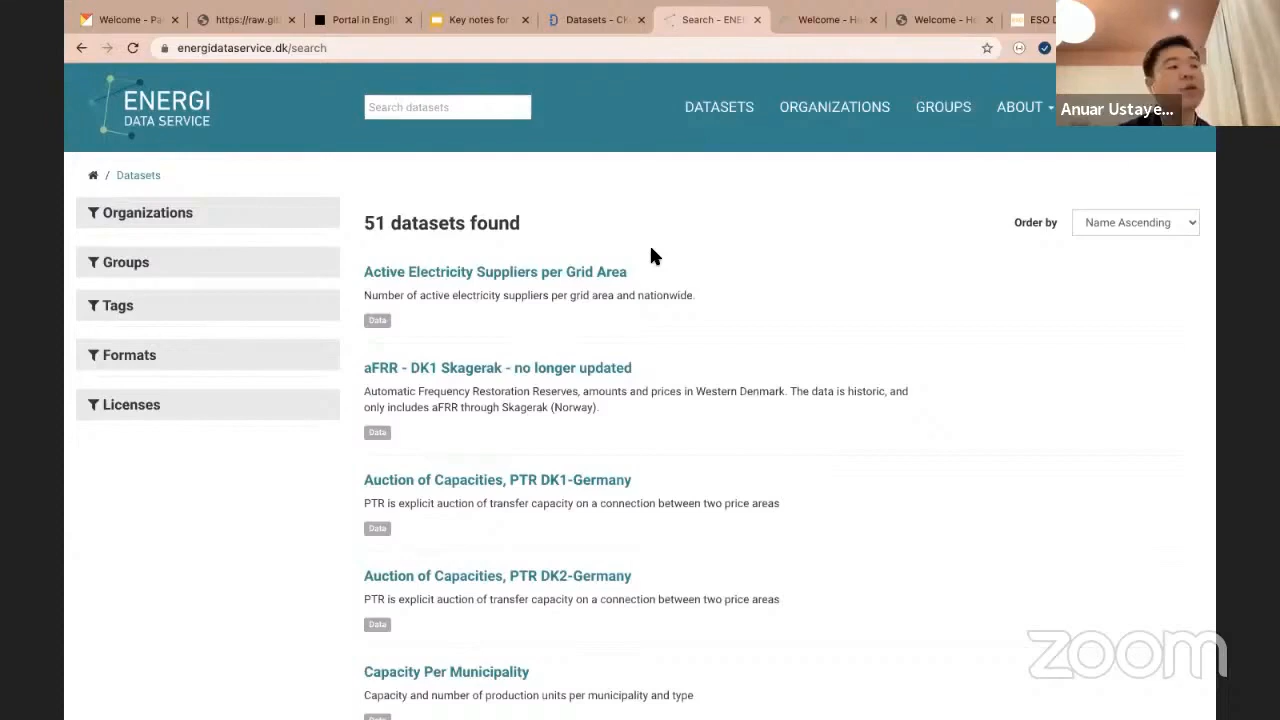 Welcome - Pa
https://raw.gi
Portal in Engli
Key notes for
Datasets - CK
Search - ENE
Welcome - Ho
Welcome - Ho
ESO D
energidataservice.dk/search
ENERGI
DATA SERVICE
Search datasets
DATASETS
ORGANIZATIONS
GROUPS
ABOUT
Anuar Ustaye...
/ Datasets
Organizations
Groups
Tags
Formats
Licenses
51 datasets found
Order by
Name Ascending
Active Electricity Suppliers per Grid Area
Number of active electricity suppliers per grid area and nationwide.
Data
aFRR - DK1 Skagerak - no longer updated
Automatic Frequency Restoration Reserves, amounts and prices in Western Denmark. The data is historic, and
only includes aFRR through Skagerak (Norway).
Data
Auction of Capacities, PTR DK1-Germany
PTR is explicit auction of transfer capacity on a connection between two price areas
Data
Auction of Capacities, PTR DK2-Germany
PTR is explicit auction of transfer capacity on a connection between two price areas
Data
Capacity Per Municipality
Capacity and number of production units per municipality and type
zoom